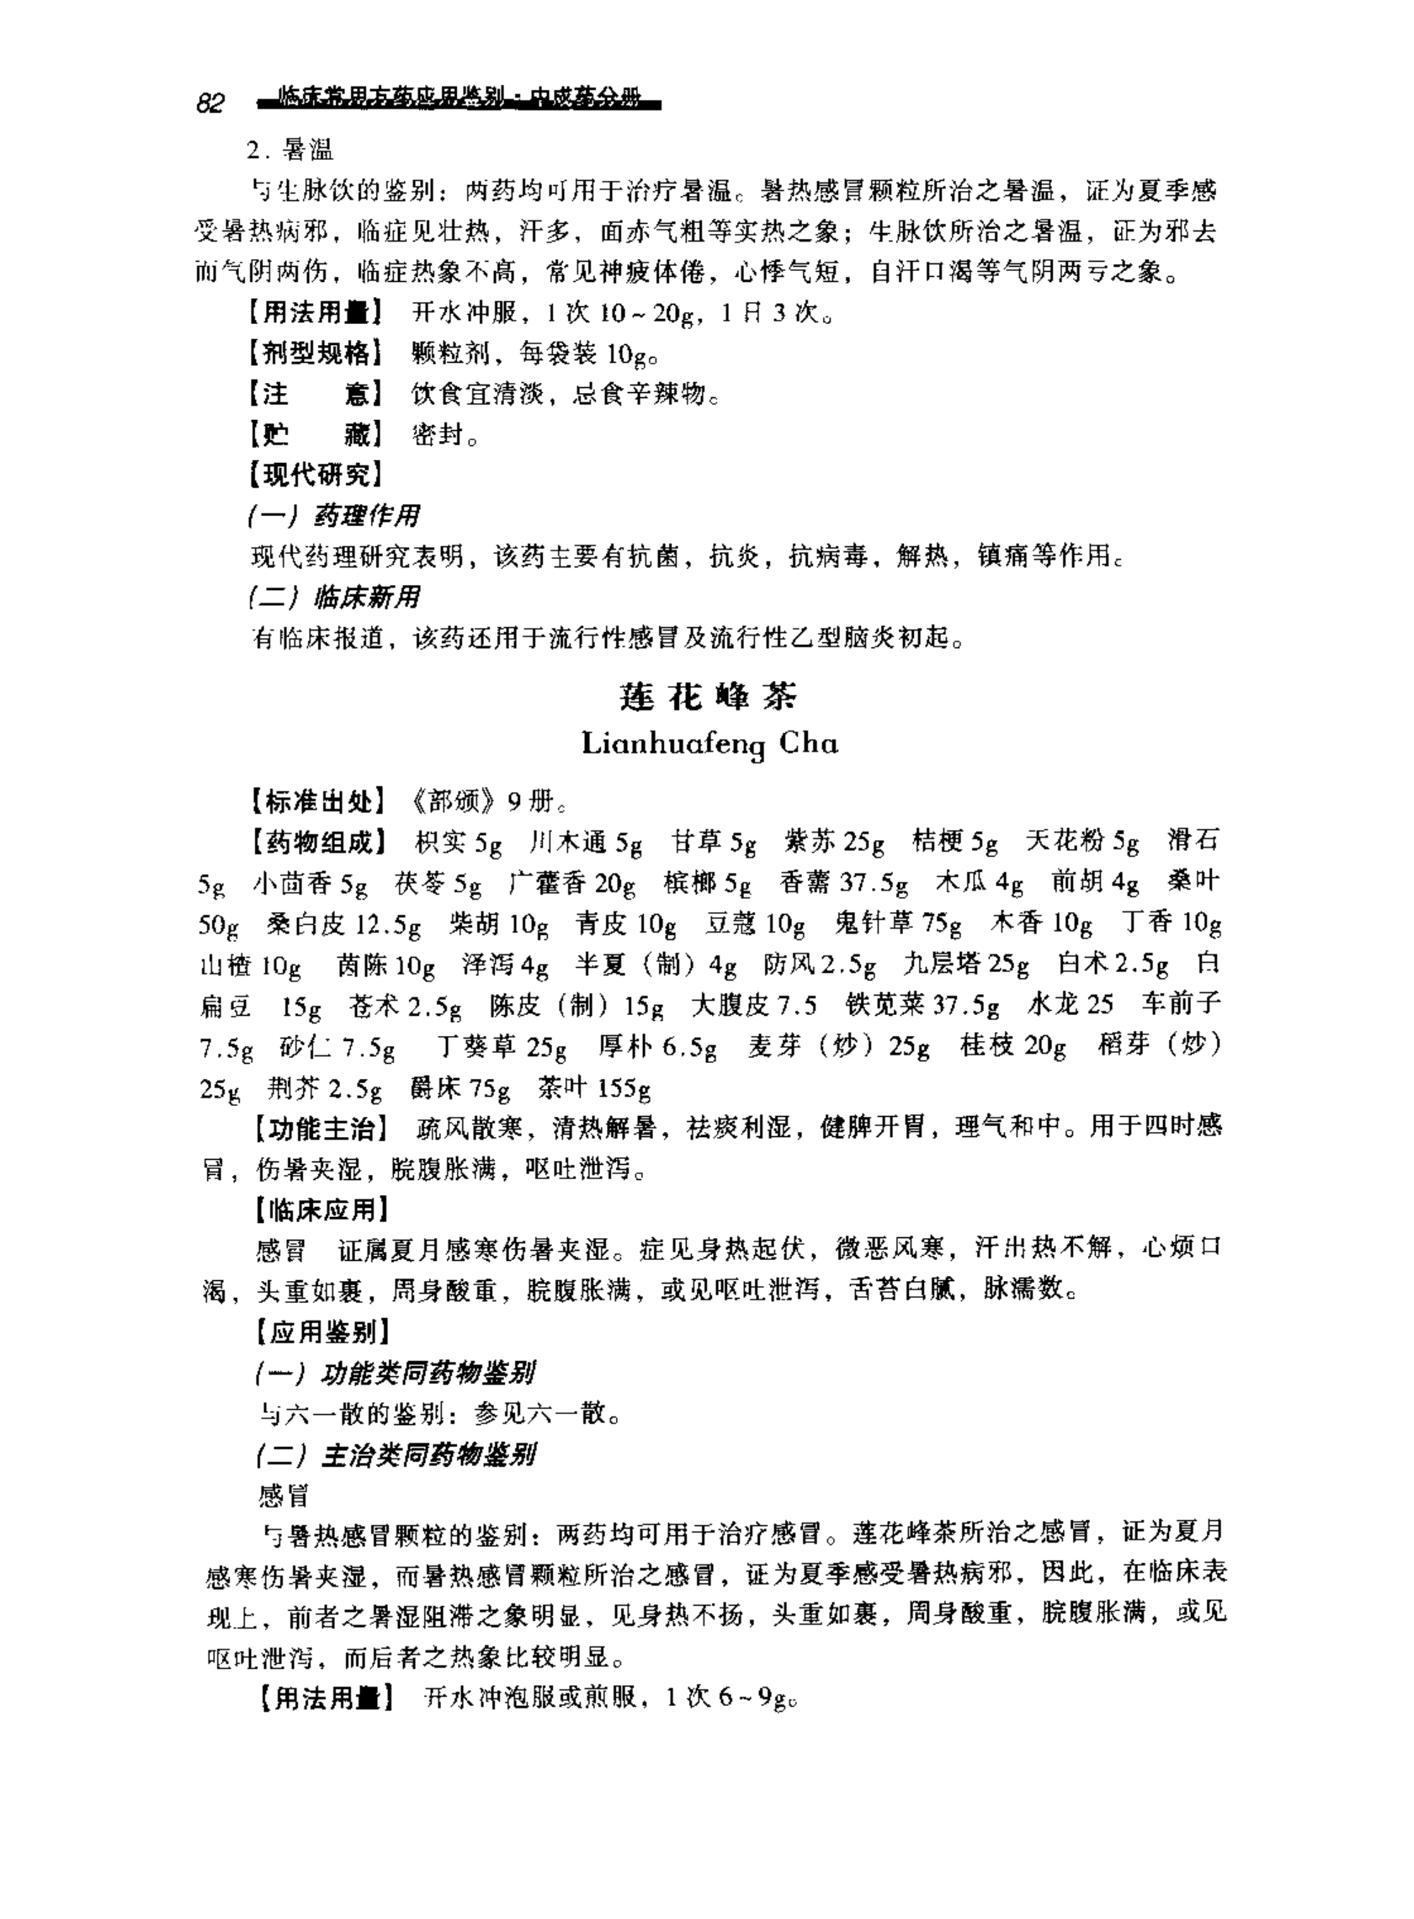 82 临床常用方药应用鉴别：中成药分册
2. 暑温
与生脉饮的鉴别：两药均可用于治疗暑温。暑热感冒颗粒所治之暑温，证为夏季感
受暑热病邪，临症见壮热，汗多，面赤气粗等实热之象；生脉饮所治之暑温，证为邪去
而气阴两伤，临症热象不高，常见神疲体倦，心悸气短，自汗口渴等气阴两亏之象。
【用法用量】 开水冲服，1 次 10～20g，1 日 3 次。
【剂型规格】 颗粒剂，每袋装 10g。
【注　　意】 饮食宜清淡，忌食辛辣物。
【贮　　藏】 密封。
【现代研究】
（一）药理作用
现代药理研究表明，该药主要有抗菌，抗炎，抗病毒，解热，镇痛等作用。
（二）临床新用
有临床报道，该药还用于流行性感冒及流行性乙型脑炎初起。
莲花峰茶
Lianhuafeng Cha
【标准出处】《部颁》9 册。
【药物组成】 枳实 5g　川木通 5g　甘草 5g　紫苏 25g　桔梗 5g　天花粉 5g　滑石
5g　小茴香 5g　茯苓 5g　广藿香 20g　槟榔 5g　香薷 37.5g　木瓜 4g　前胡 4g　桑叶
50g　桑白皮 12.5g　柴胡 10g　青皮 10g　豆蔻 10g　鬼针草 75g　木香 10g　丁香 10g
山楂 10g　茵陈 10g　泽泻 4g　半夏（制）4g　防风 2.5g　九层塔 25g　白术 2.5g　白
扁豆　15g　苍术 2.5g　陈皮（制）15g　大腹皮 7.5　铁苋菜 37.5g　水龙 25　车前子
7.5g　砂仁 7.5g　丁葵草 25g　厚朴 6.5g　麦芽（炒）25g　桂枝 20g　稻芽（炒）
25g　荆芥 2.5g　爵床 75g　茶叶 155g
【功能主治】 疏风散寒，清热解暑，祛痰利湿，健脾开胃，理气和中。用于四时感
冒，伤暑夹湿，脘腹胀满，呕吐泄泻。
【临床应用】
感冒　证属夏月感寒伤暑夹湿。症见身热起伏，微恶风寒，汗出热不解，心烦口
渴，头重如裹，周身酸重，脘腹胀满，或见呕吐泄泻，舌苔白腻，脉濡数。
【应用鉴别】
（一）功能类同药物鉴别
与六一散的鉴别：参见六一散。
（二）主治类同药物鉴别
感冒
与暑热感冒颗粒的鉴别：两药均可用于治疗感冒。莲花峰茶所治之感冒，证为夏月
感寒伤暑夹湿，而暑热感冒颗粒所治之感冒，证为夏季感受暑热病邪，因此，在临床表
现上，前者之暑湿阻滞之象明显，见身热不扬，头重如裹，周身酸重，脘腹胀满，或见
呕吐泄泻，而后者之热象比较明显。
【用法用量】 开水冲泡服或煎服，1 次 6～9g。